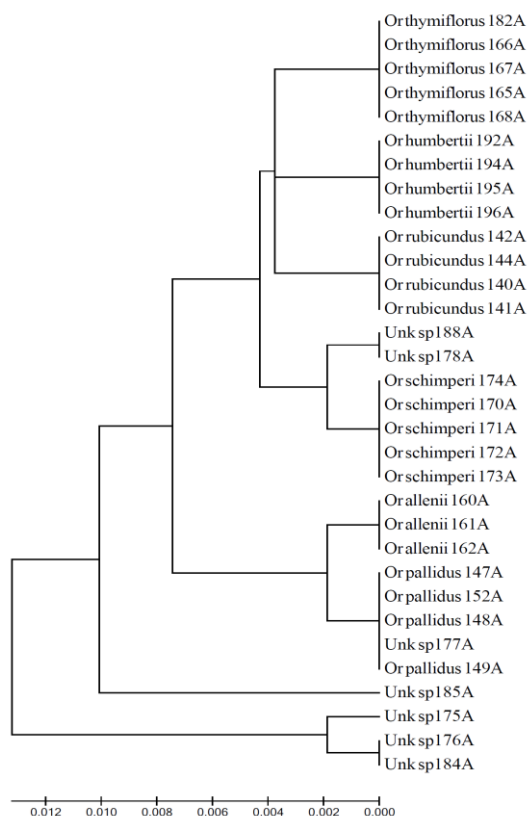 Or thymiflorus 182A
Or thymiflorus 166A
Or thymiflorus 167A
Or thymiflorus 165A
Or thymiflorus 168A
Or humbertii 192A
Or humbertii 194A
Or humbertii 195A
Or humbertii 196A
Or rubicundus 142A
Or rubicundus 144A
Or rubicundus 140A
Or rubicundus 141A
Unk sp188A
Unk sp178A
Or schimperi 174A
Or schimperi 170A
Or schimperi 171A
Or schimperi 172A
Or schimperi 173A
Or allenii 160A
Or allenii 161A
Or allenii 162A
Or pallidus 147A
Or pallidus 152A
Or pallidus 148A
Unk sp177A
Or pallidus 149A
Unk sp185A
Unk sp175A
Unk sp176A
Unk sp184A
0.012 0.010 0.008 0.006 0.004 0.002 0.000